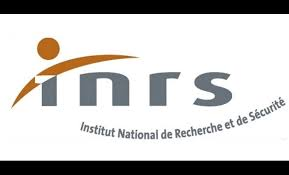 inrs
Institut National de Recherche et de Sécurité